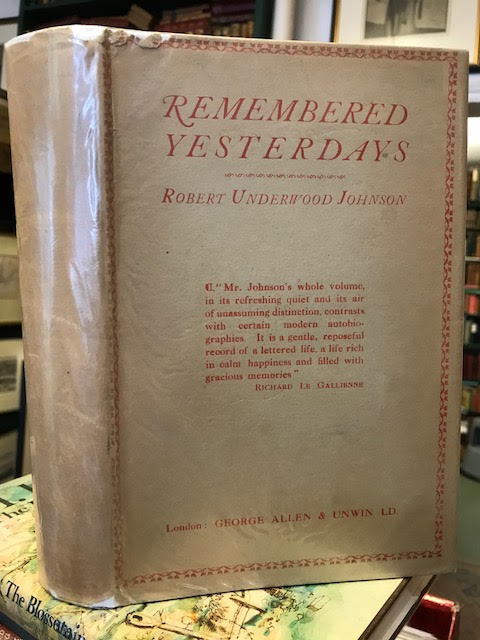 REMEMBERED
YESTERDAYS
ROBERT UNDERWOOD JOHNSON
"Mr. Johnson's whole volume,
in its refreshing quiet and its air
of unassuming distinction, contrasts
with certain modern autobio-
graphies. It is a gentle, reposeful
record of a lettered life, a life rich
in calm happiness and filled with
gracious memories"
RICHARD LE GALLIENNE
London: GEORGE ALLEN & UNWIN LD.
The